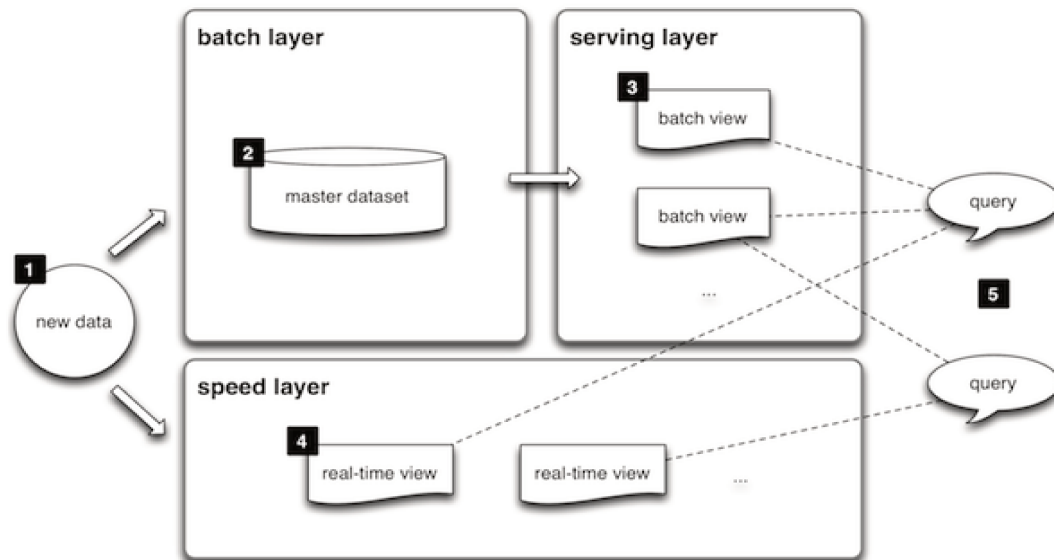 batch layer
serving layer
3
batch view
2
master dataset
batch view
query
1
new data
...
5
speed layer
query
4
real-time view
real-time view
...